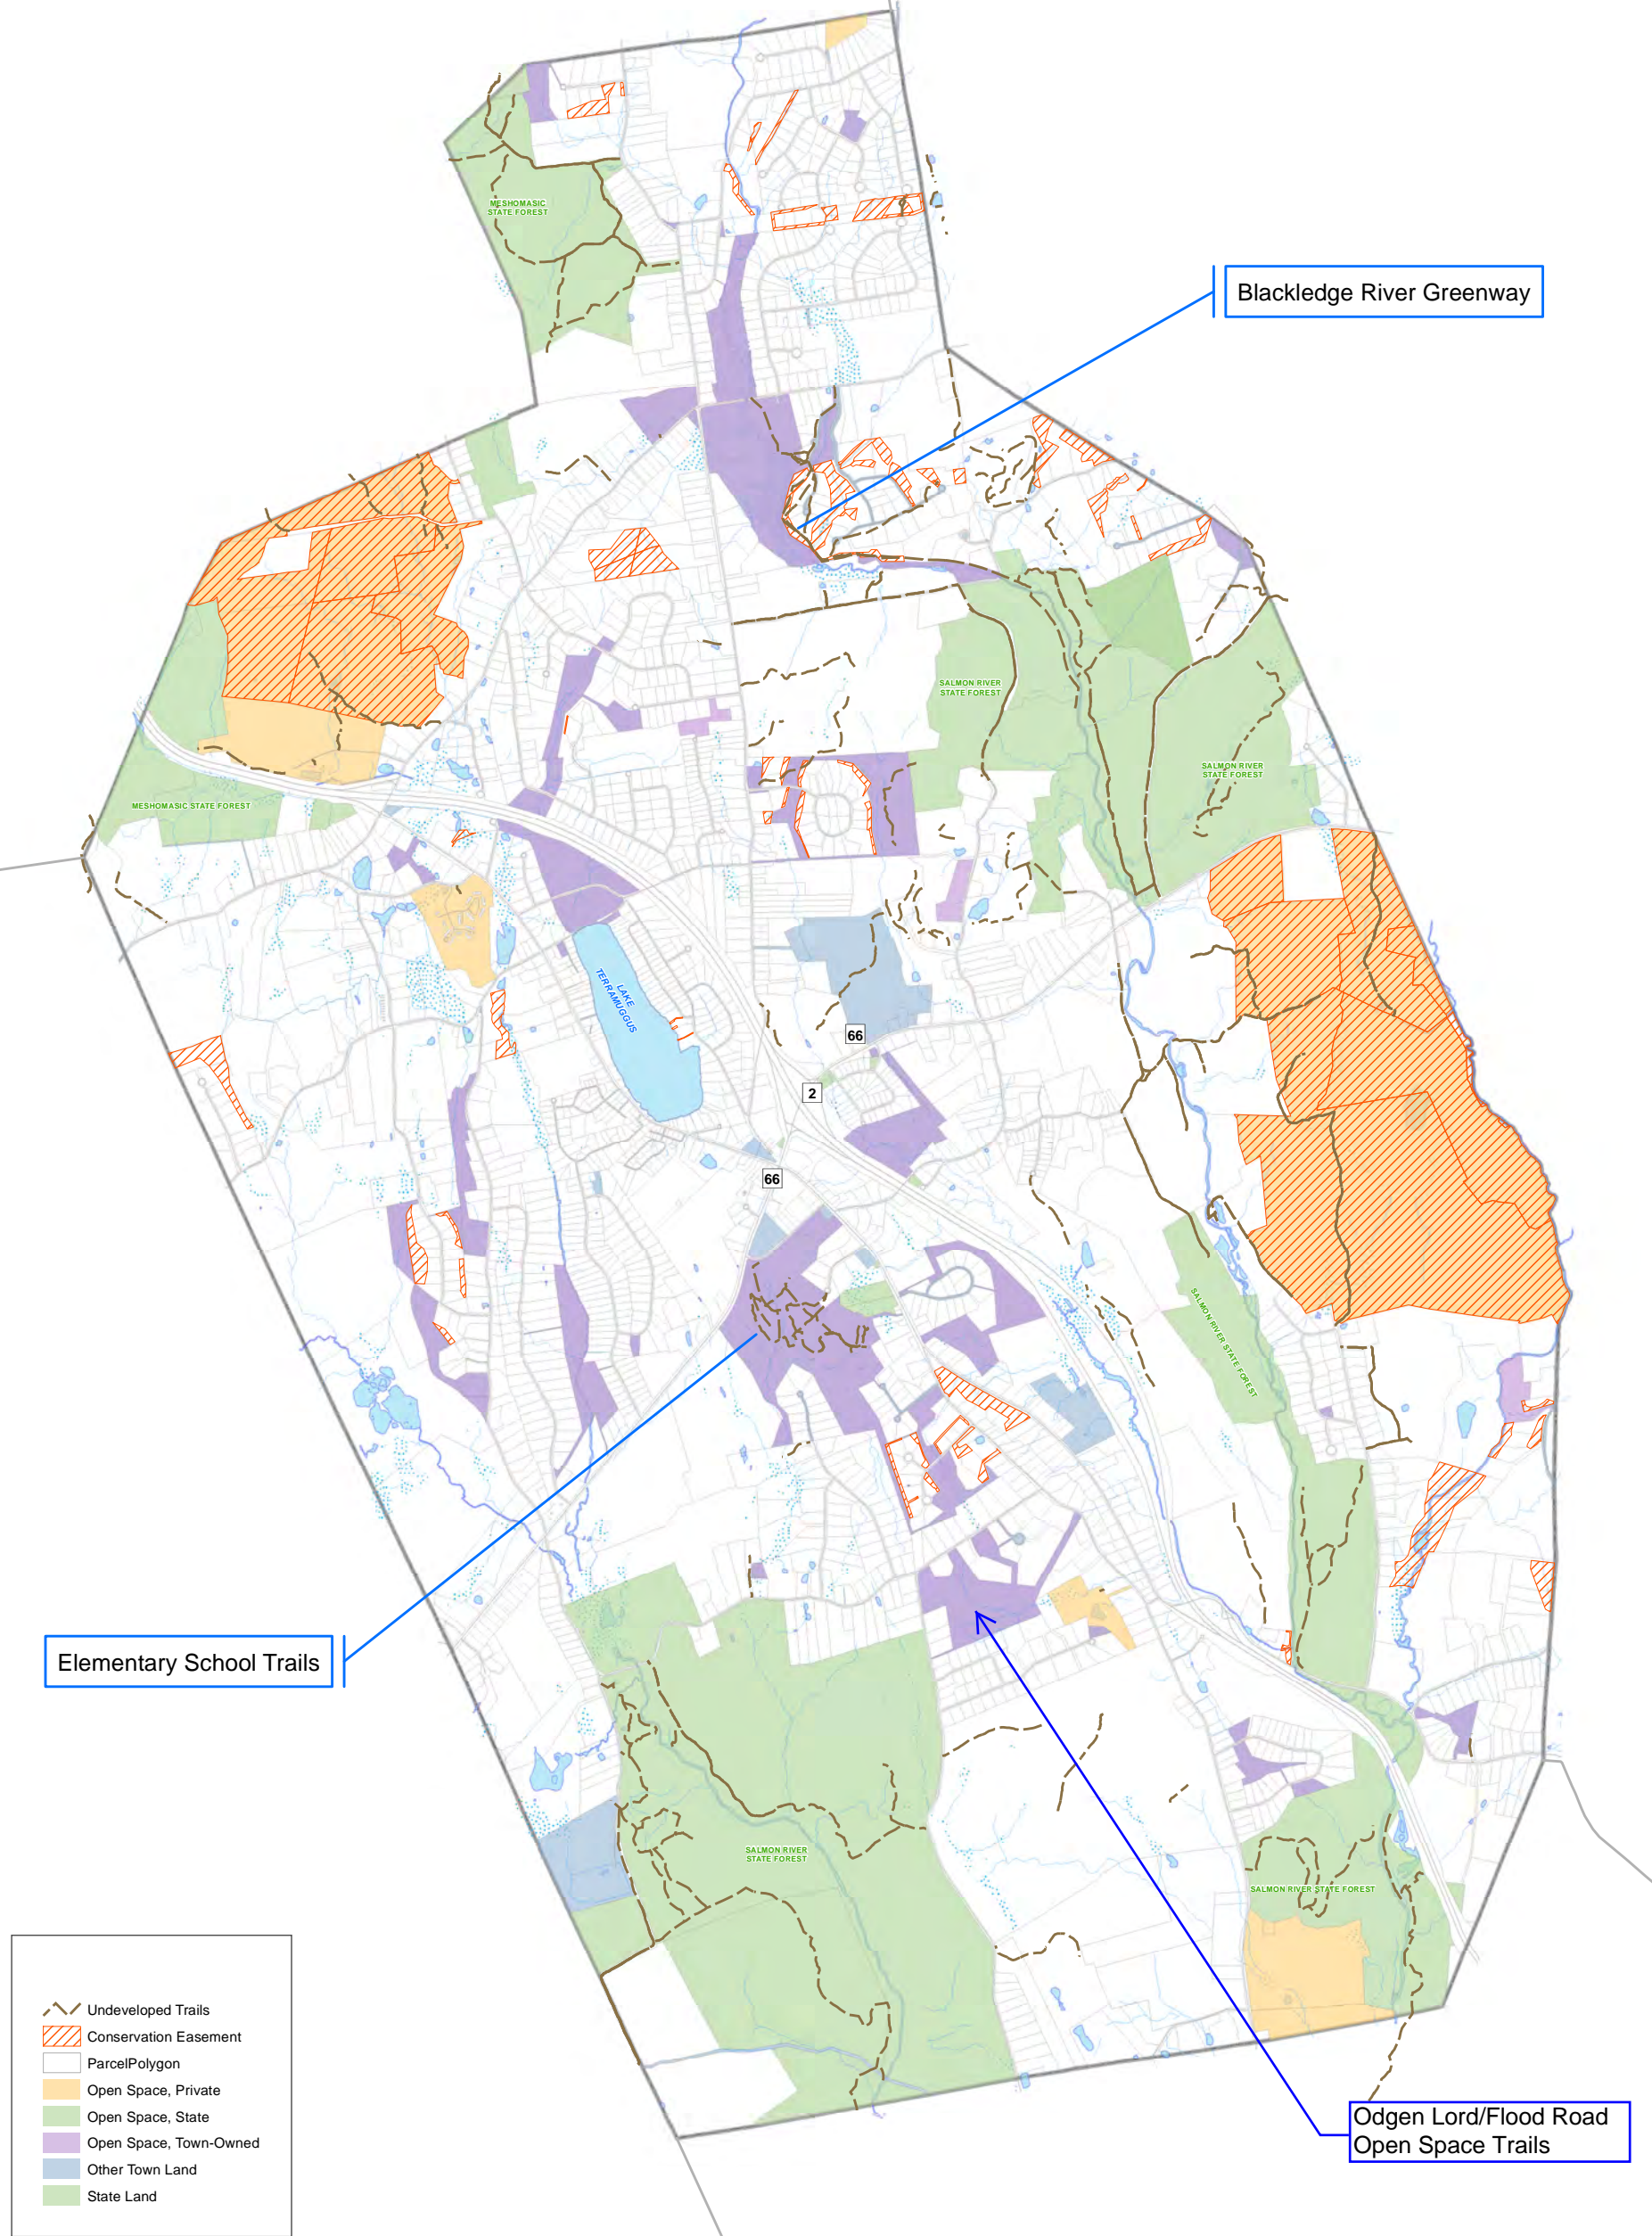 MESHOMASIC
STATE FOREST
Blackledge River Greenway
SALMON RIVER
STATE FOREST
SALMON RIVER
STATE FOREST
MESHOMASIC STATE FOREST
LAKE
TERRAMUGGUS
66
2
66
SALMON RIVER STATE FOREST
Elementary School Trails
SALMON RIVER
STATE FOREST
SALMON RIVER STATE FOREST
Undeveloped Trails
Conservation Easement
ParcelPolygon
Open Space, Private
Open Space, State
Open Space, Town-Owned
Other Town Land
State Land
Odgen Lord/Flood Road
Open Space Trails